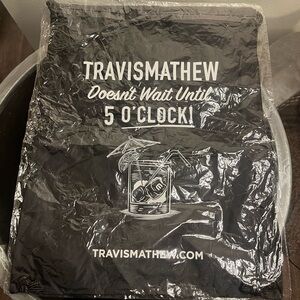 TRAVISMATHEW
Doesn't Wait Until
5 O'CLOCK!
TRAVISMATHEW.COM